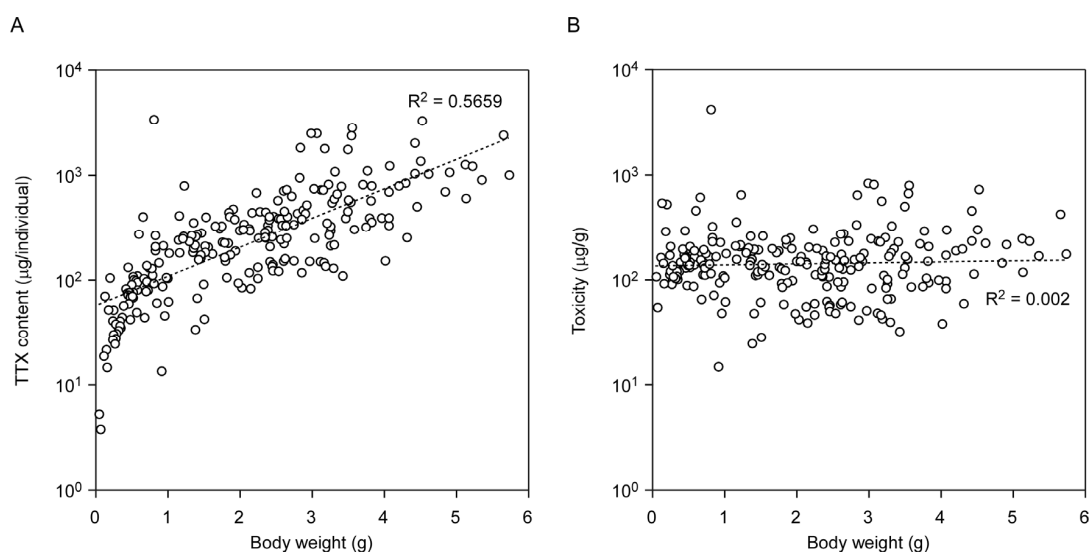 A
10⁴
10³
10²
10¹
10⁰
TTX content (μg/individual)
R² = 0.5659
0 1 2 3 4 5 6
Body weight (g)
B
10⁴
10³
10²
10¹
10⁰
Toxicity (μg/g)
R² = 0.002
0 1 2 3 4 5 6
Body weight (g)